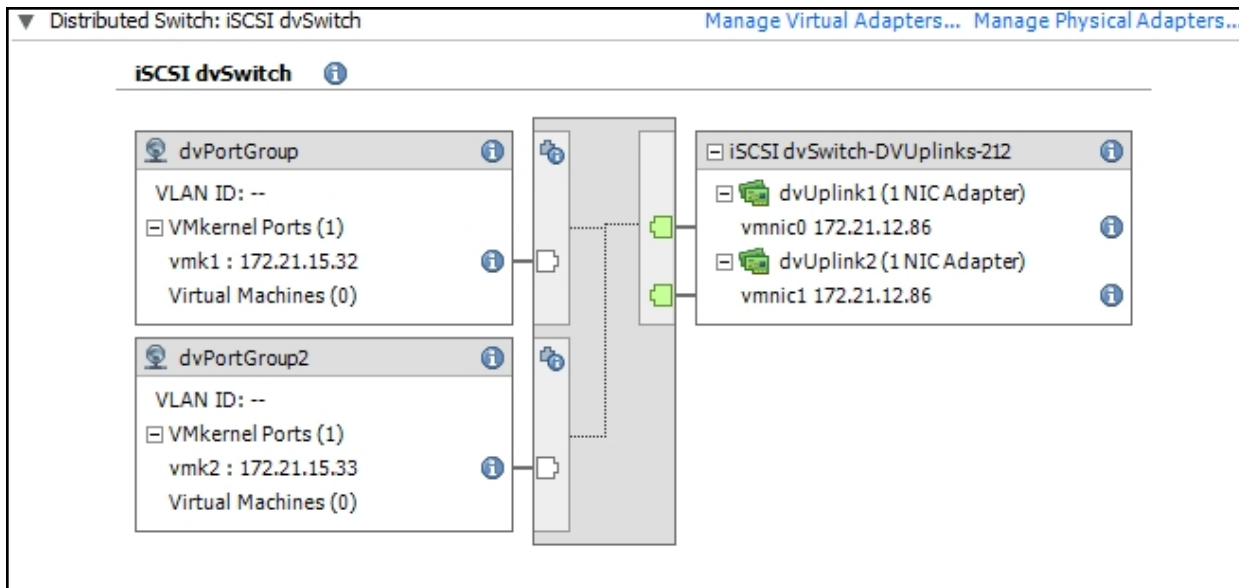 Distributed Switch: iSCSI dvSwitch
Manage Virtual Adapters... Manage Physical Adapters...
iSCSI dvSwitch
dvPortGroup
VLAN ID: --
VMkernel Ports (1)
vmk1 : 172.21.15.32
Virtual Machines (0)
dvPortGroup2
VLAN ID: --
VMkernel Ports (1)
vmk2 : 172.21.15.33
Virtual Machines (0)
iSCSI dvSwitch-DVUplinks-212
dvUplink1 (1 NIC Adapter)
vmnic0 172.21.12.86
dvUplink2 (1 NIC Adapter)
vmnic1 172.21.12.86